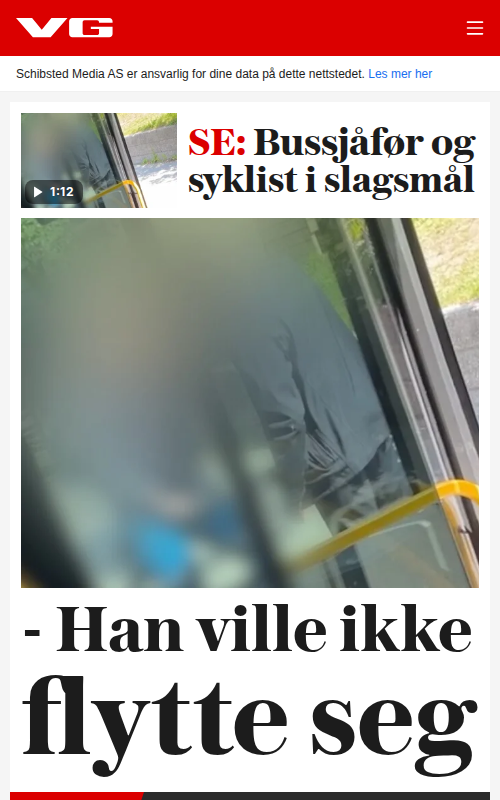 VG
Schibsted Media AS er ansvarlig for dine data på dette nettstedet. Les mer her
SE: Bussjåfør og
syklist i slagsmål
1:12
- Han ville ikke
flytte seg